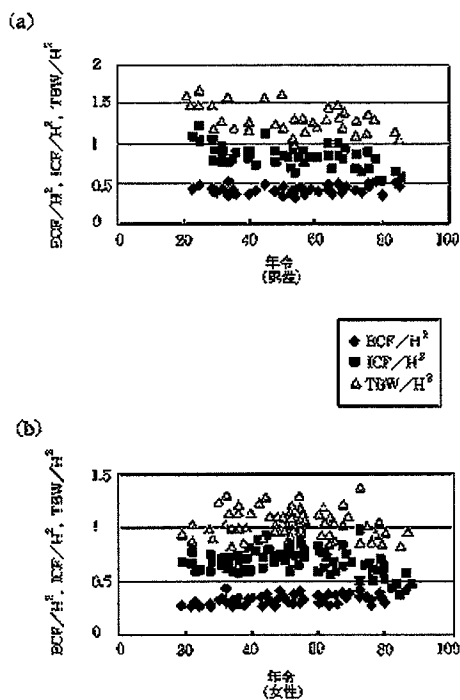 (a)
ECF/H², ICF/H², TBW/H²
2
1.5
1
0.5
0
0 20 40 60 80 100
年令
(男性)
ECF/H²
ICF/H²
TBW/H²
(b)
ECF/H², ICF/H², TBW/H²
1.5
1
0.5
0
0 20 40 60 80 100
年令
(女性)